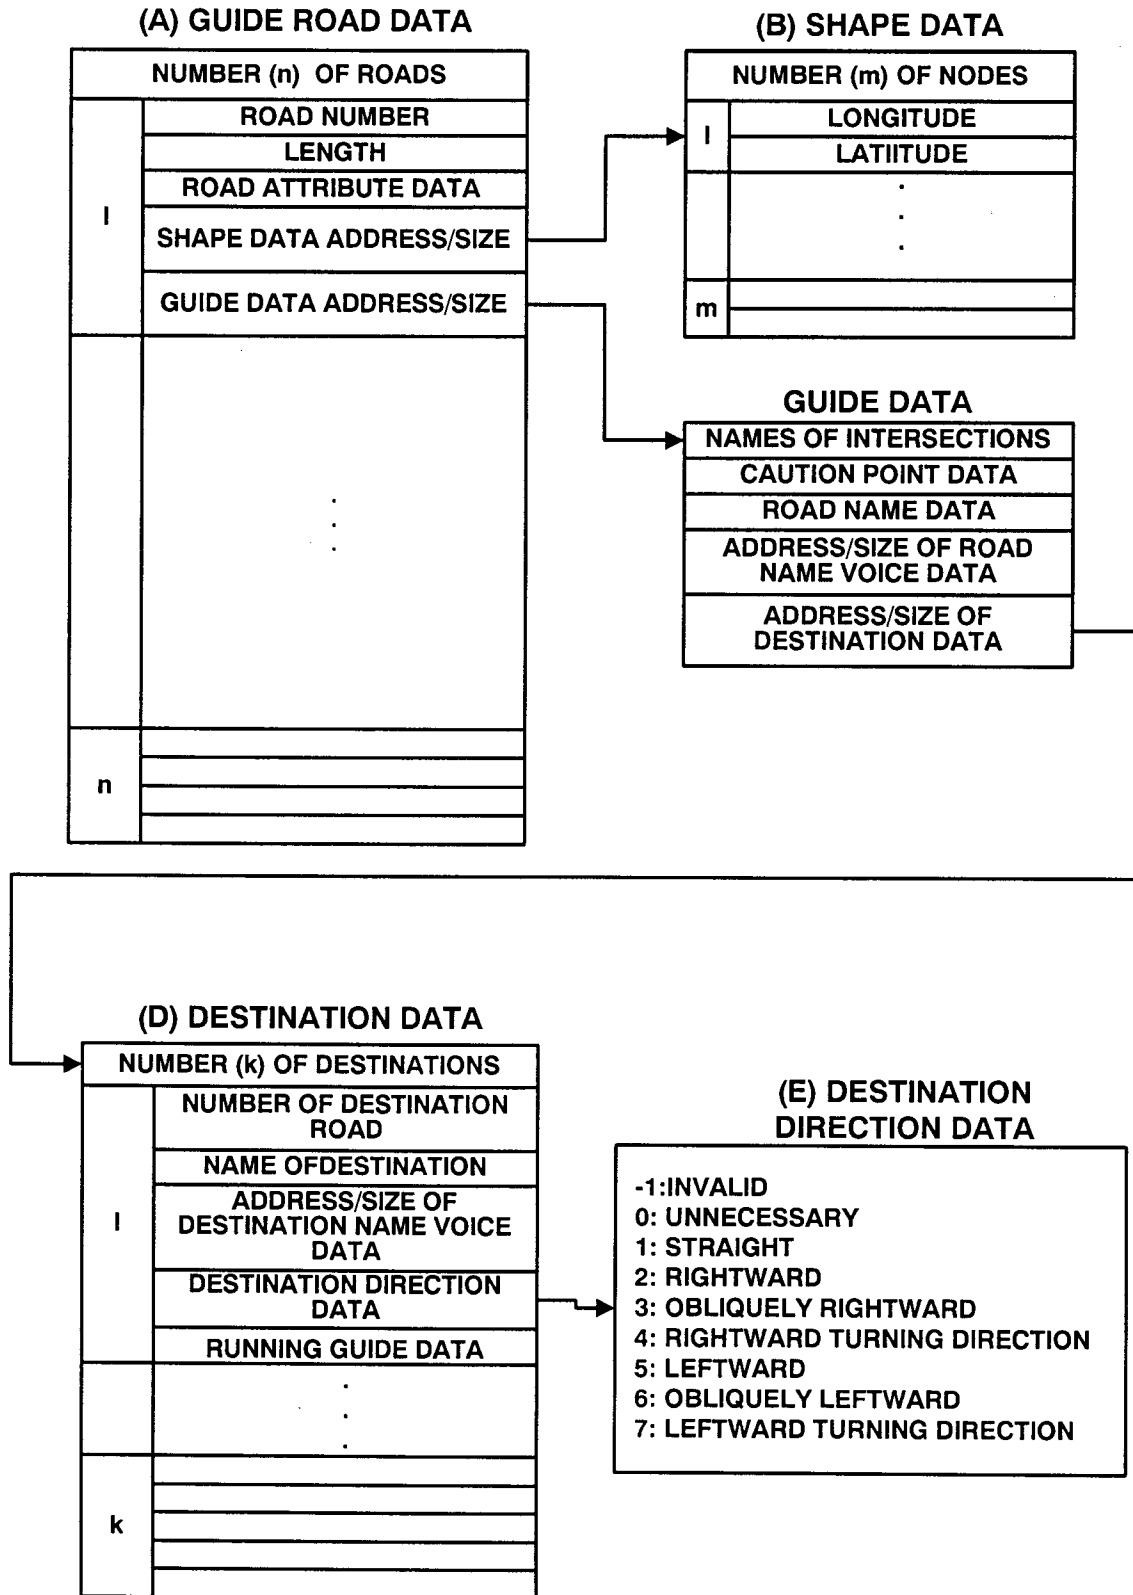 (A) GUIDE ROAD DATA
NUMBER (n) OF ROADS
I
ROAD NUMBER
LENGTH
ROAD ATTRIBUTE DATA
SHAPE DATA ADDRESS/SIZE
GUIDE DATA ADDRESS/SIZE
n
(B) SHAPE DATA
NUMBER (m) OF NODES
I
LONGITUDE
LATIITUDE
m
GUIDE DATA
NAMES OF INTERSECTIONS
CAUTION POINT DATA
ROAD NAME DATA
ADDRESS/SIZE OF ROAD
NAME VOICE DATA
ADDRESS/SIZE OF
DESTINATION DATA
(D) DESTINATION DATA
NUMBER (k) OF DESTINATIONS
I
NUMBER OF DESTINATION
ROAD
NAME OFDESTINATION
ADDRESS/SIZE OF
DESTINATION NAME VOICE
DATA
DESTINATION DIRECTION
DATA
RUNNING GUIDE DATA
k
(E) DESTINATION
DIRECTION DATA
-1:INVALID
0: UNNECESSARY
1: STRAIGHT
2: RIGHTWARD
3: OBLIQUELY RIGHTWARD
4: RIGHTWARD TURNING DIRECTION
5: LEFTWARD
6: OBLIQUELY LEFTWARD
7: LEFTWARD TURNING DIRECTION